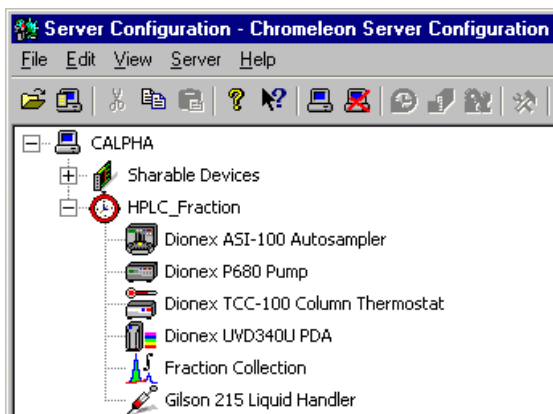 Server Configuration - Chromeleon Server Configuration
File Edit View Server Help
CALPHA
Sharable Devices
HPLC_Fraction
Dionex ASI-100 Autosampler
Dionex P680 Pump
Dionex TCC-100 Column Thermostat
Dionex UVD340U PDA
Fraction Collection
Gilson 215 Liquid Handler